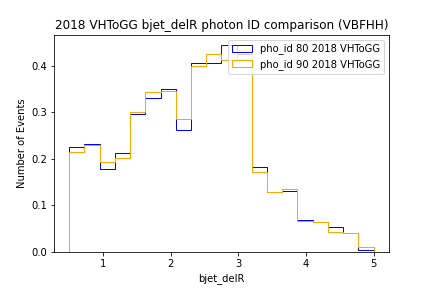 2018 VHToGG bjet_delR photon ID comparison (VBFHH)
pho_id 80 2018 VHToGG
pho_id 90 2018 VHToGG
Number of Events
0.4
0.3
0.2
0.1
0.0
1 2 3 4 5
bjet_delR